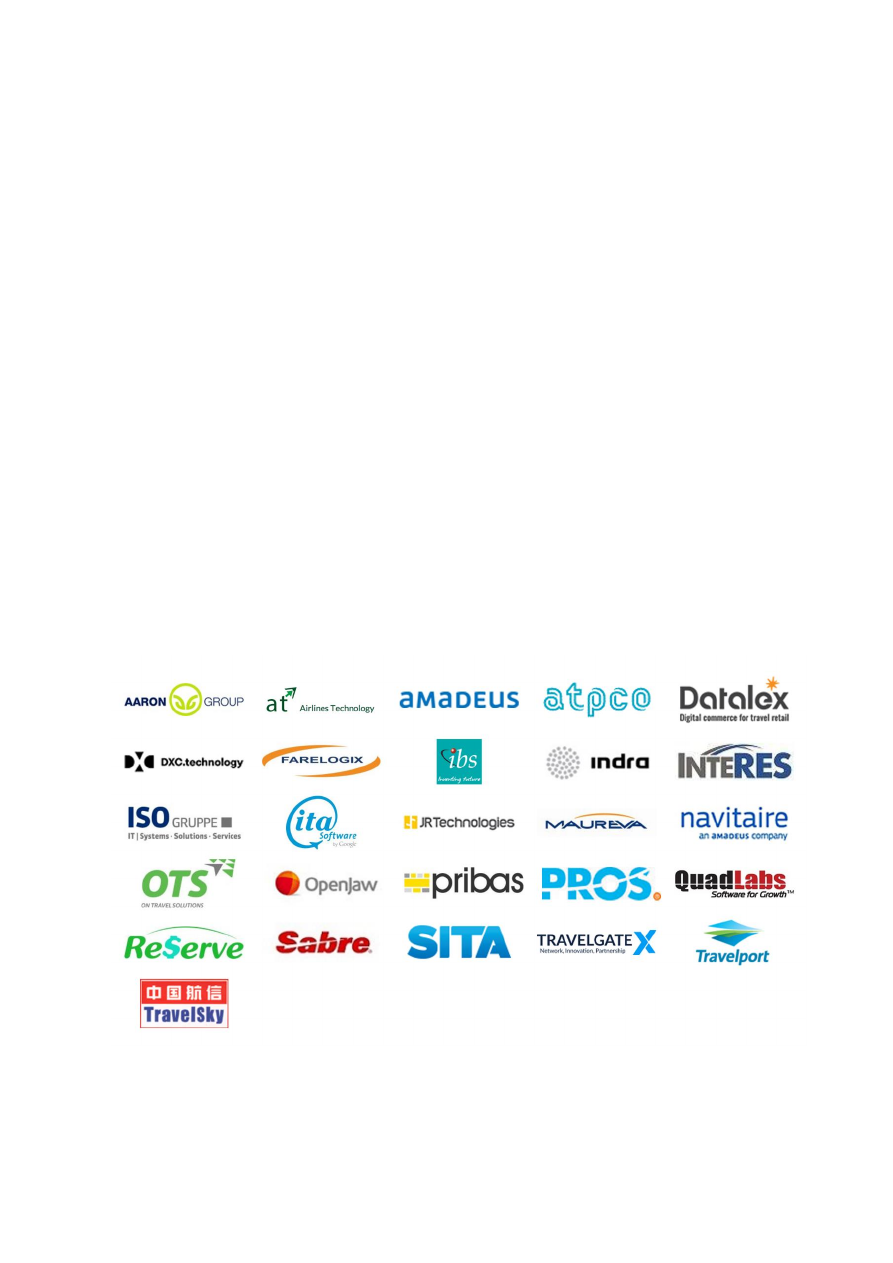 AARON GROUP
at Airlines Technology
amadeus
atpco
Datalex
Digital commerce for travel retail
DXC.technology
FARELOGIX
ibs
Inventing future
indra
INTERES
ISO GRUPPE
IT | Systems · Solutions · Services
ita
Software
by Google
JRTechnologies
MAUREVA
navitaire
an amadeus company
OTS
ON TRAVEL SOLUTIONS
OpenJaw
pribas
PROS
QuadLabs
Software for Growth™
Re$erve
Sabre
SITA
TRAVELGATE X
Network, Innovation, Partnership
Travelport
中国航信
TravelSky